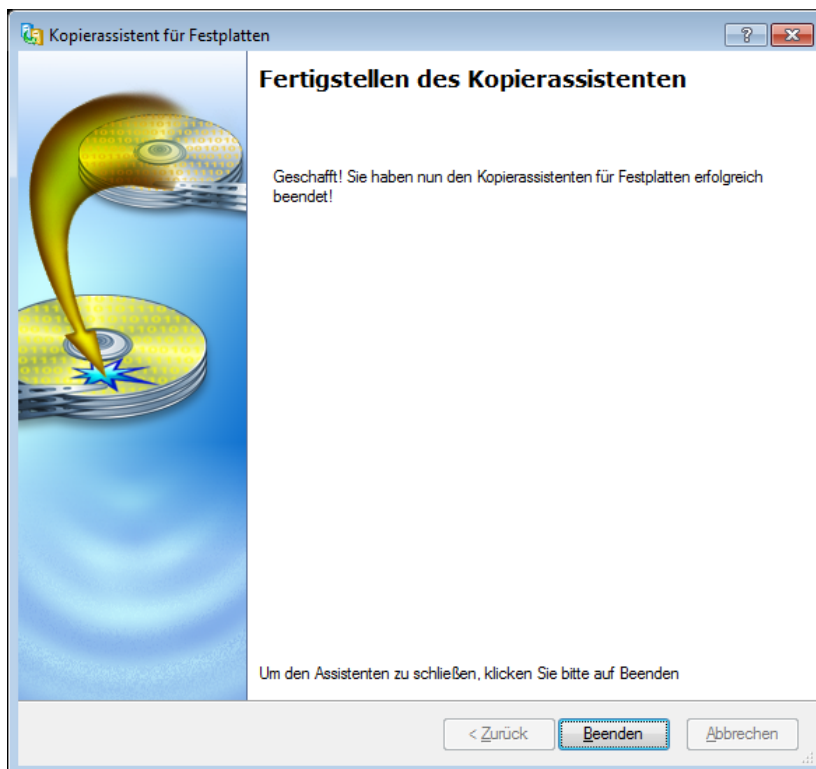 Kopierassistent für Festplatten
Fertigstellen des Kopierassistenten
Geschafft! Sie haben nun den Kopierassistenten für Festplatten erfolgreich
beendet!
Um den Assistenten zu schließen, klicken Sie bitte auf Beenden
< Zurück Beenden Abbrechen